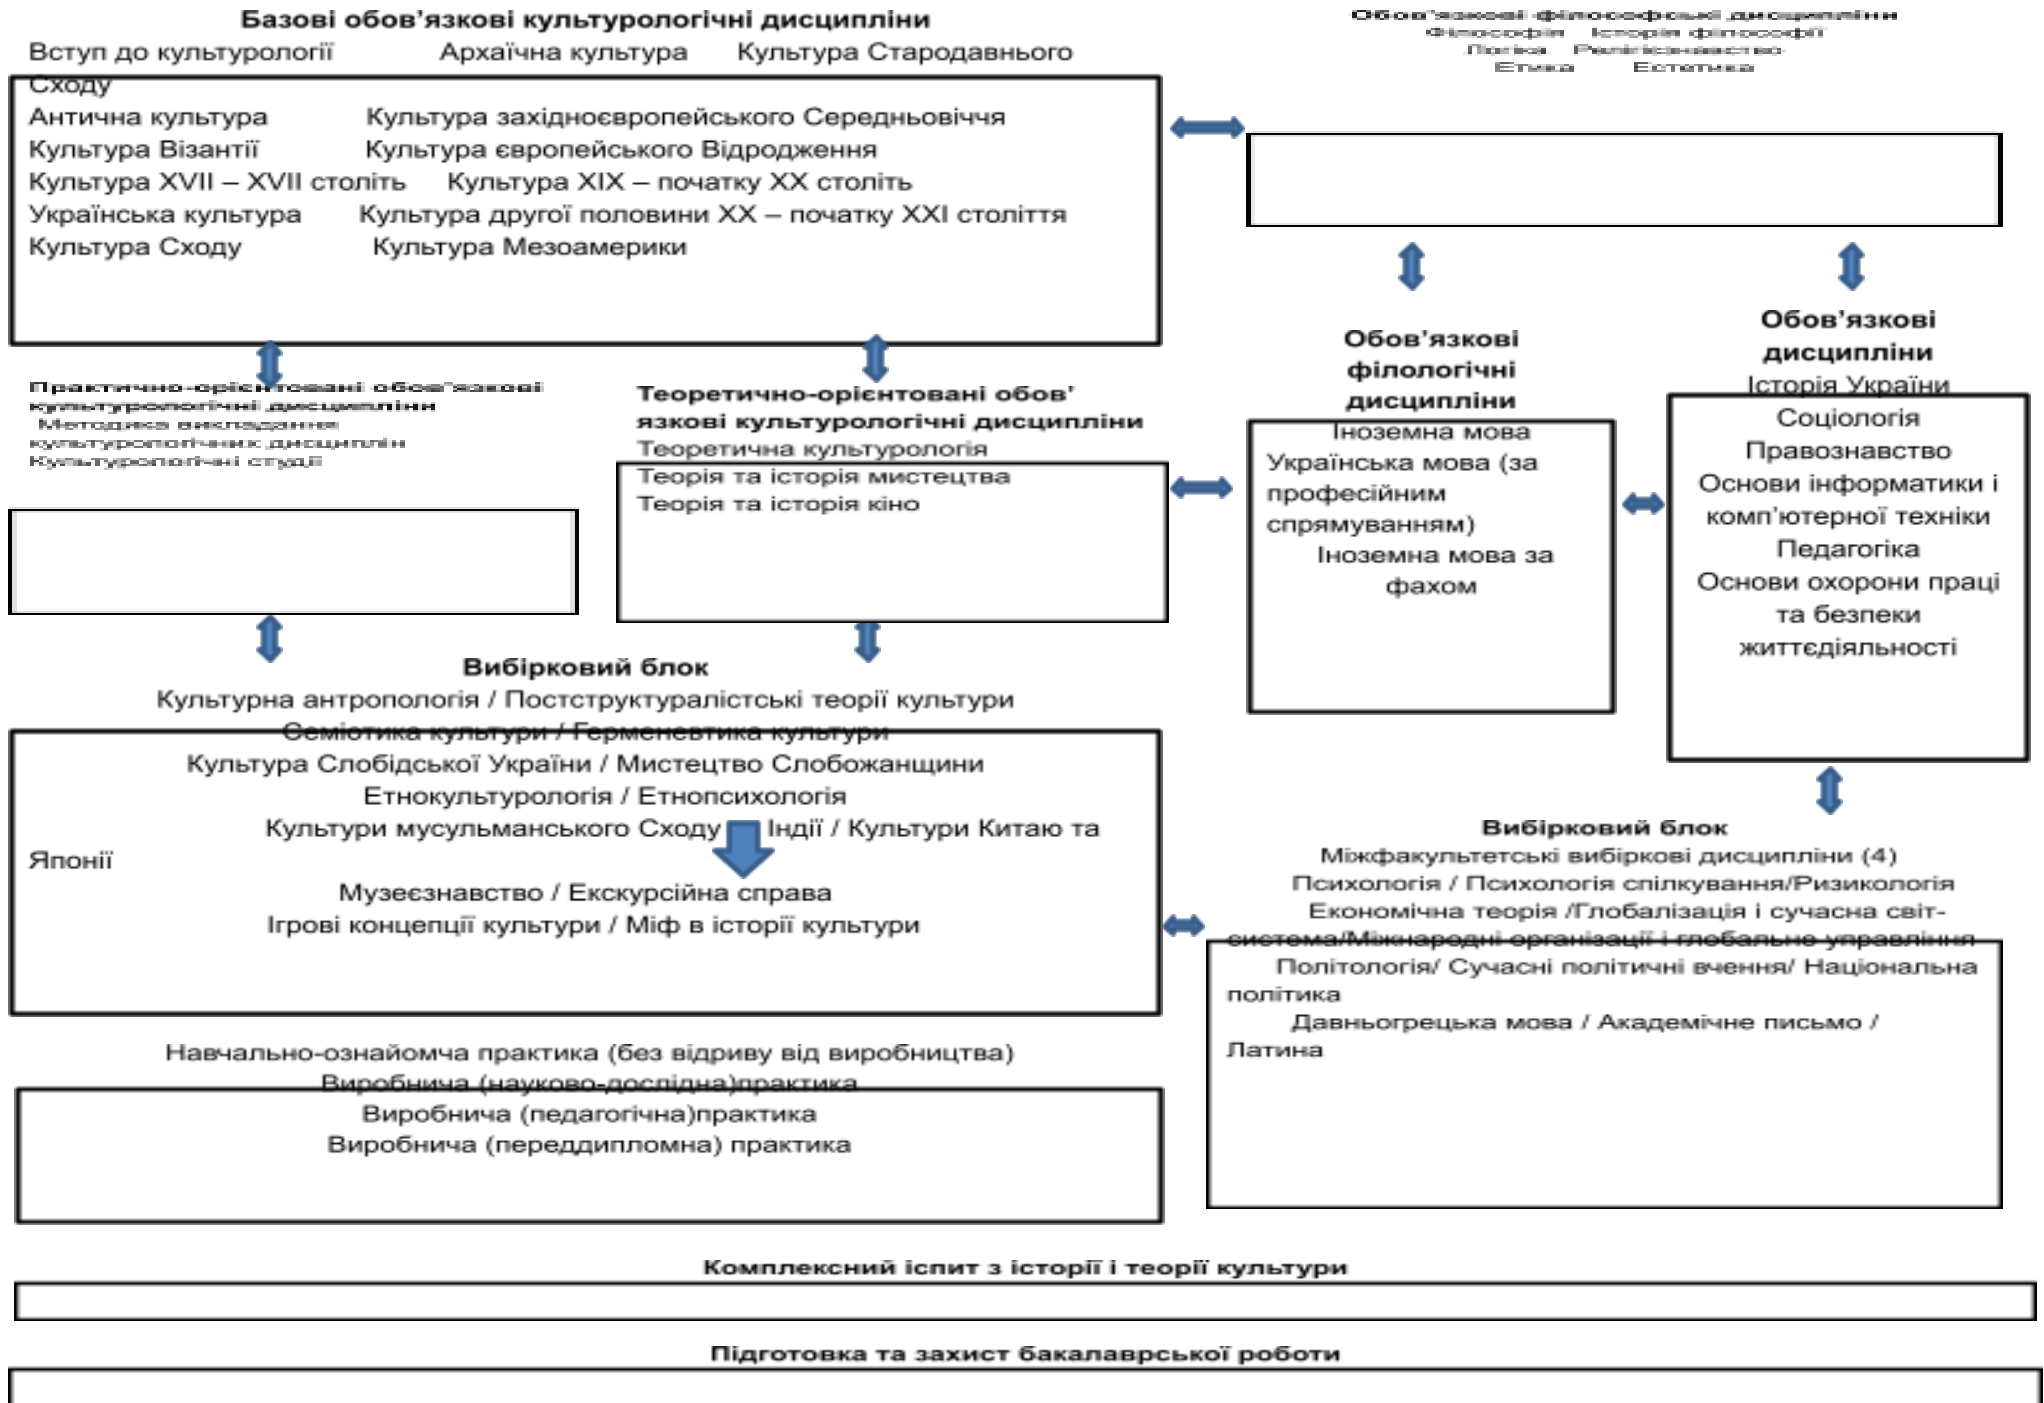 Базові обов’язкові культурологічні дисципліни
Вступ до культурології Архаїчна культура Культура Стародавнього
Сходу
Антична культура Культура західноєвропейського Середньовіччя
Культура Візантії Культура європейського Відродження
Культура XVII – XVII століть Культура XIX – початку XX століть
Українська культура Культура другої половини XX – початку XXI століття
Культура Сходу Культура Мезоамерики
Обов’язкові філософські дисципліни
Філософія Історія філософії
Логіка Релігієзнавство
Етика Естетика
Практично-орієнтовані обов’язкові
культурологічні дисципліни
Методика викладання
культурологічних дисциплін
Культурологічні студії
Теоретично-орієнтовані обов’
язкові культурологічні дисципліни
Теоретична культурологія
Теорія та історія мистецтва
Теорія та історія кіно
Обов’язкові
філологічні
дисципліни
Іноземна мова
Українська мова (за
професійним
спрямуванням)
Іноземна мова за
фахом
Обов’язкові
дисципліни
Історія України
Соціологія
Правознавство
Основи інформатики і
комп’ютерної техніки
Педагогіка
Основи охорони праці
та безпеки
життєдіяльності
Вибірковий блок
Культурна антропологія / Постструктуралістські теорії культури
Семіотика культури / Герменевтика культури
Культура Слобідської України / Мистецтво Слобожанщини
Етнокультурологія / Етнопсихологія
Культури мусульманського Сходу Індії / Культури Китаю та
Японії
Музеєзнавство / Екскурсійна справа
Ігрові концепції культури / Міф в історії культури
Вибірковий блок
Міжфакультетські вибіркові дисципліни (4)
Психологія / Психологія спілкування/Ризикологія
Економічна теорія /Глобалізація і сучасна світ-
система/Міжнародні організації і глобальне управління
Політологія/ Сучасні політичні вчення/ Національна
політика
Давньогрецька мова / Академічне письмо /
Латина
Навчально-ознайомча практика (без відриву від виробництва)
Виробнича (науково-дослідна)практика
Виробнича (педагогічна)практика
Виробнича (переддипломна) практика
Комплексний іспит з історії і теорії культури
Підготовка та захист бакалаврської роботи